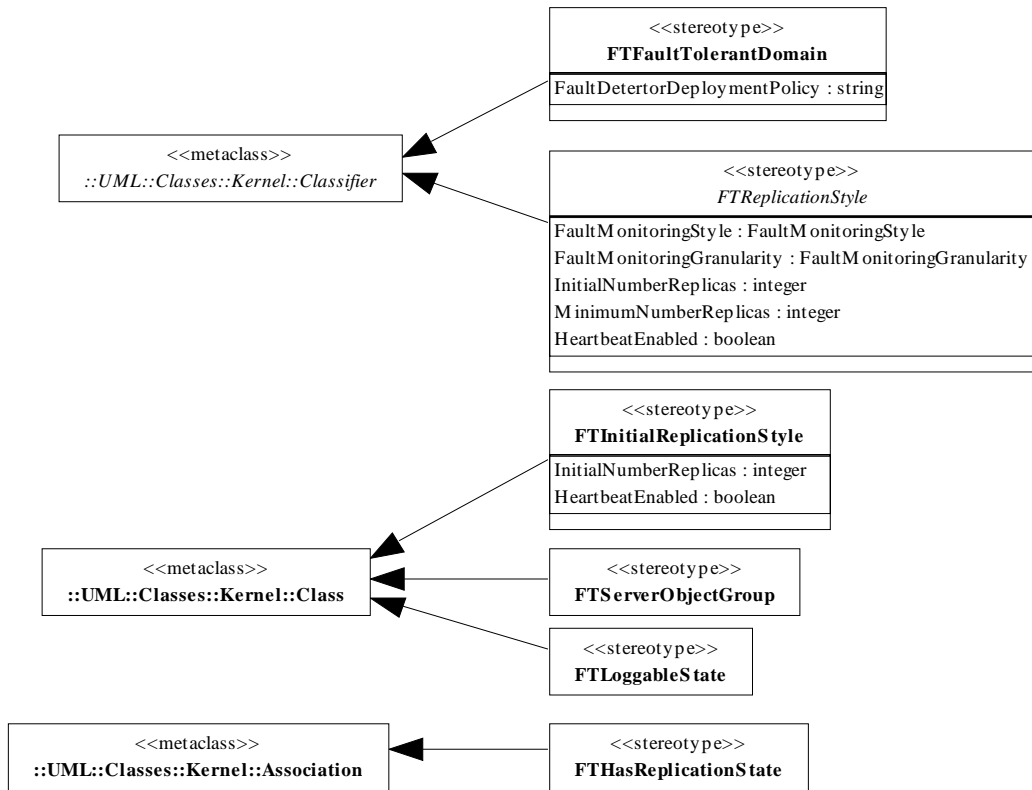 <<stereotype>>
FTFaultTolerantDomain
FaultDetertorDeploymentPolicy : string
<<metaclass>>
::UML::Classes::Kernel::Classifier
<<stereotype>>
FTReplicationStyle
FaultMonitoringStyle : FaultMonitoringStyle
FaultMonitoringGranularity : FaultMonitoringGranularity
InitialNumberReplicas : integer
MinimumNumberReplicas : integer
HeartbeatEnabled : boolean
<<stereotype>>
FTInitialReplicationStyle
InitialNumberReplicas : integer
HeartbeatEnabled : boolean
<<metaclass>>
::UML::Classes::Kernel::Class
<<stereotype>>
FTServerObjectGroup
<<stereotype>>
FTLoggableState
<<metaclass>>
::UML::Classes::Kernel::Association
<<stereotype>>
FTHasReplicationState